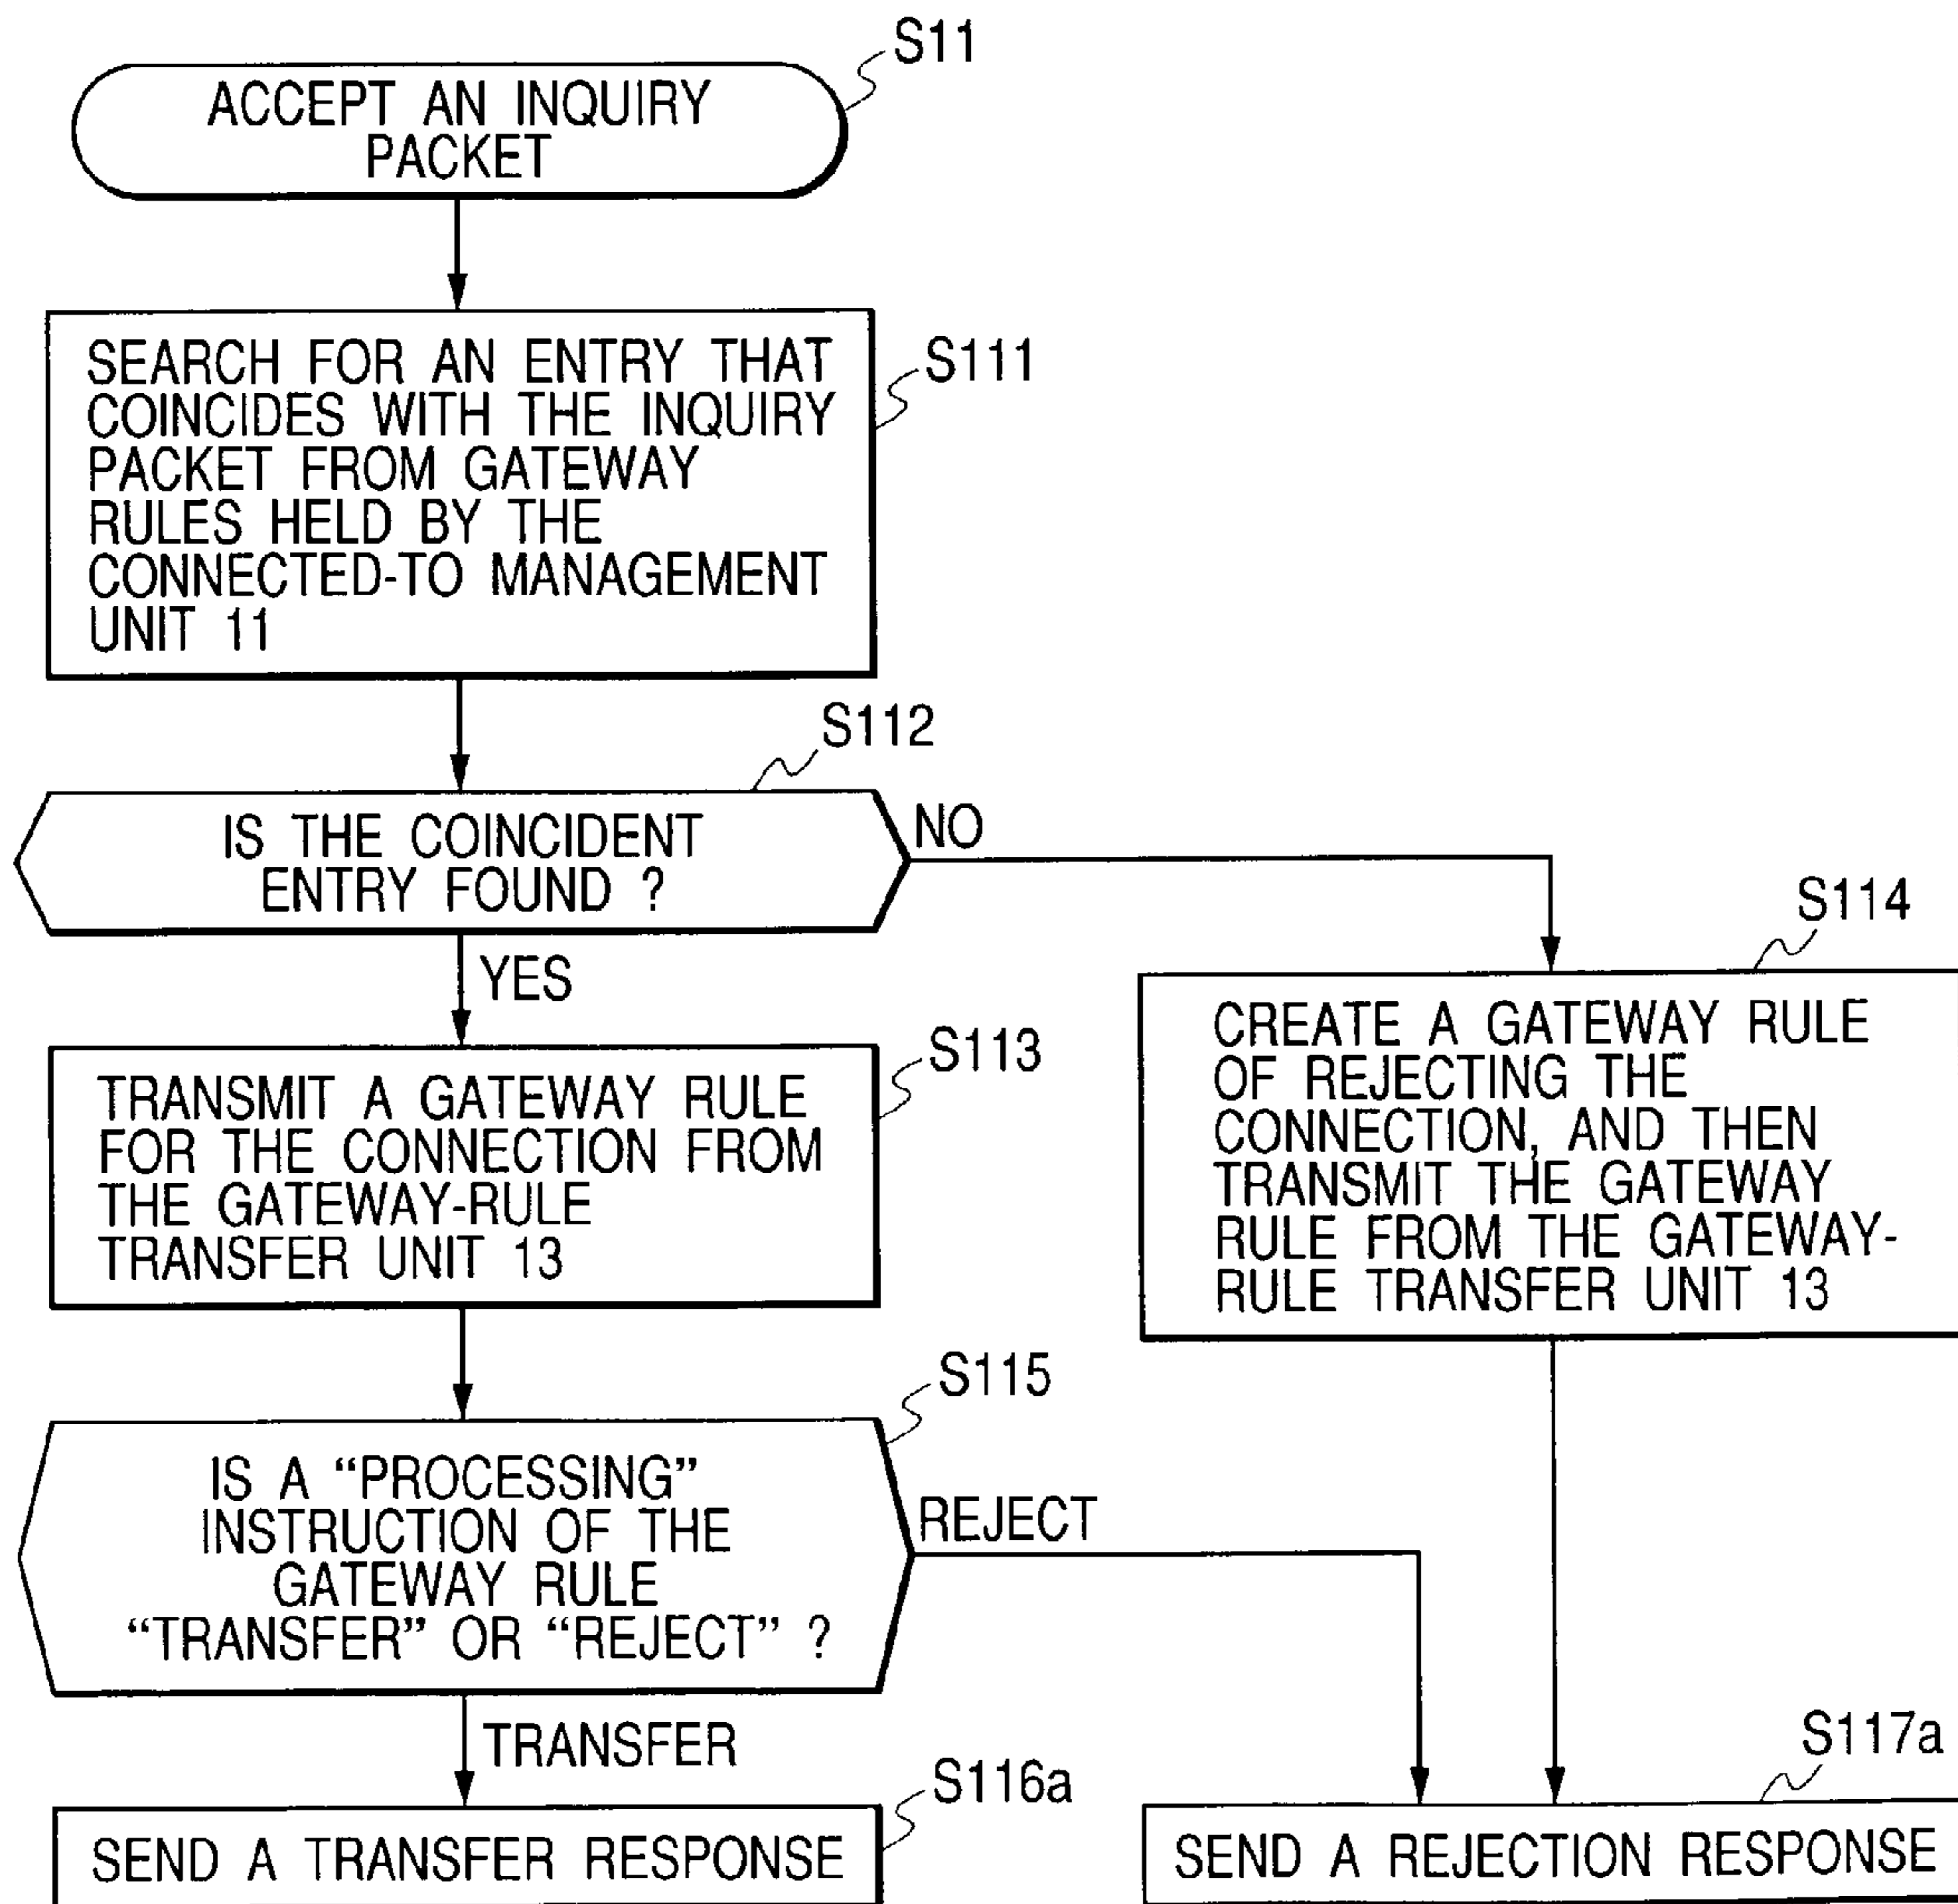 S11
ACCEPT AN INQUIRY
PACKET
S111
SEARCH FOR AN ENTRY THAT
COINCIDES WITH THE INQUIRY
PACKET FROM GATEWAY
RULES HELD BY THE
CONNECTED-TO MANAGEMENT
UNIT 11
S112
IS THE COINCIDENT
ENTRY FOUND ?
NO
YES
S113
TRANSMIT A GATEWAY RULE
FOR THE CONNECTION FROM
THE GATEWAY-RULE
TRANSFER UNIT 13
S114
CREATE A GATEWAY RULE
OF REJECTING THE
CONNECTION, AND THEN
TRANSMIT THE GATEWAY
RULE FROM THE GATEWAY-
RULE TRANSFER UNIT 13
S115
IS A “PROCESSING”
INSTRUCTION OF THE
GATEWAY RULE
“TRANSFER” OR “REJECT” ?
REJECT
TRANSFER
S116a
SEND A TRANSFER RESPONSE
S117a
SEND A REJECTION RESPONSE